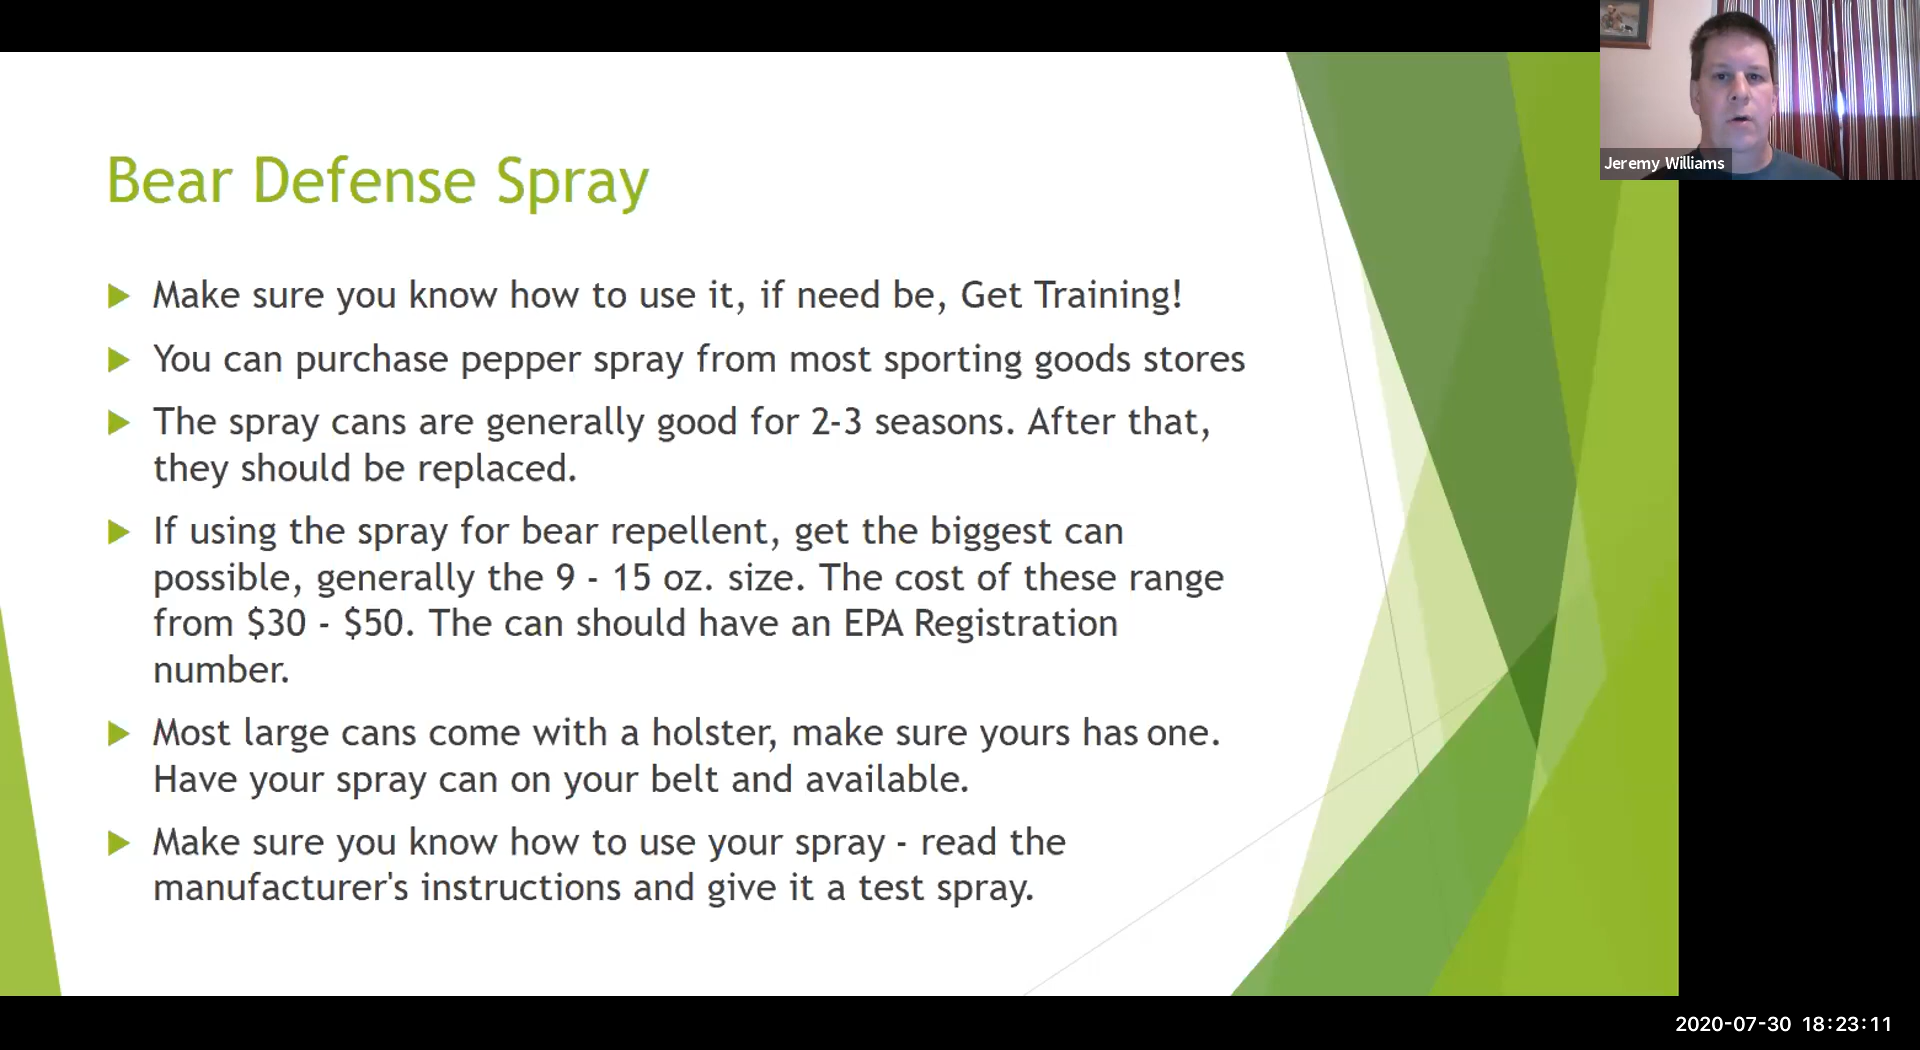 Jeremy Williams
Bear Defense Spray
Make sure you know how to use it, if need be, Get Training!
You can purchase pepper spray from most sporting goods stores
The spray cans are generally good for 2-3 seasons. After that,
they should be replaced.
If using the spray for bear repellent, get the biggest can
possible, generally the 9 - 15 oz. size. The cost of these range
from $30 - $50. The can should have an EPA Registration
number.
Most large cans come with a holster, make sure yours has one.
Have your spray can on your belt and available.
Make sure you know how to use your spray - read the
manufacturer's instructions and give it a test spray.
2020-07-30 18:23:11